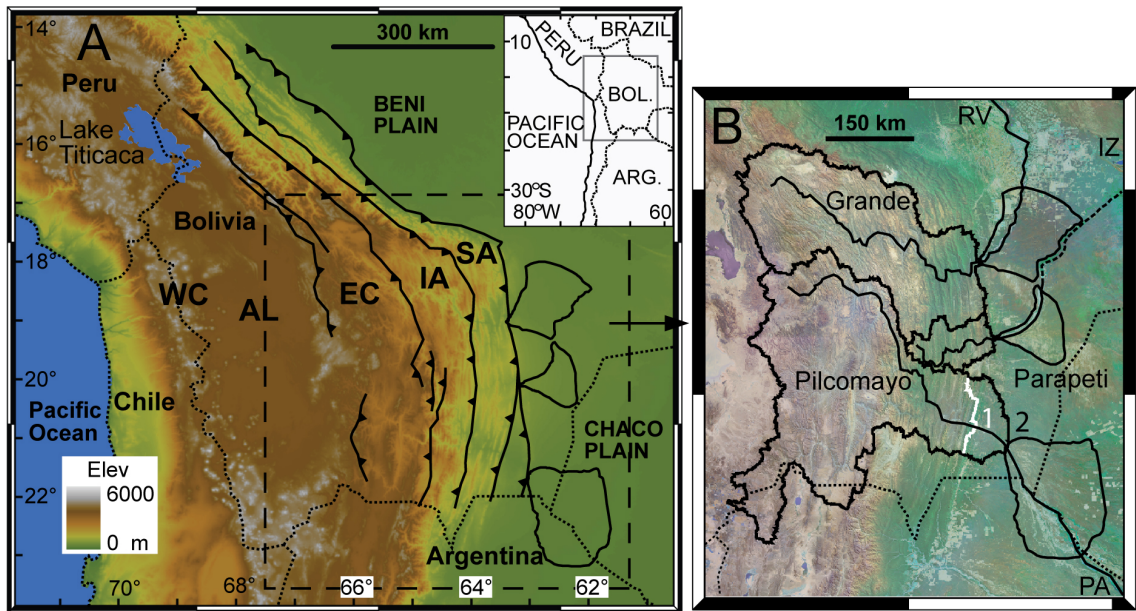 A
14°
16°
18°
20°
22°
300 km
Peru
Lake
Titicaca
BENI
PLAIN
Bolivia
WC
AL
EC
IA
SA
Pacific
Ocean
Chile
CHACO
PLAIN
Argentina
Elev
6000
0 m
70°
68°
66°
64°
62°
10
PERU
BRAZIL
BOL.
PACIFIC
OCEAN
ARG.
30°S
80°W
60
B
150 km
RV
IZ
Grande
Pilcomayo
Parapeti
1
2
PA